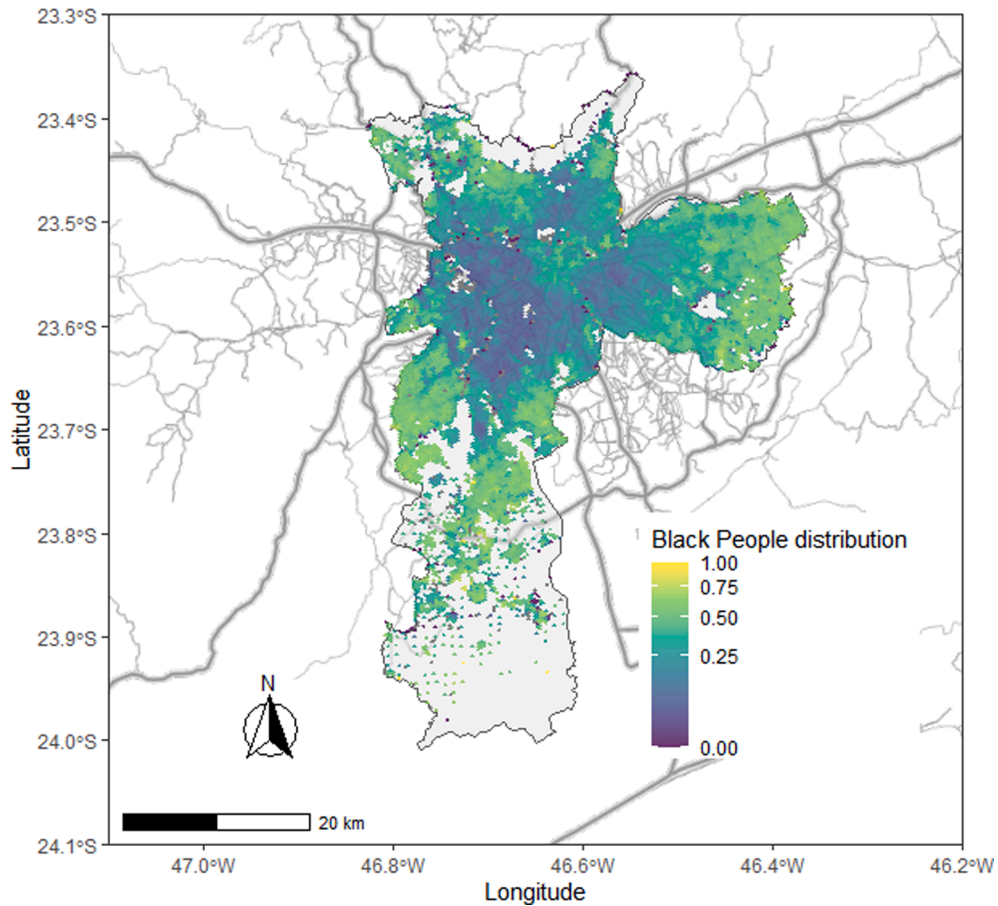 23.3°S
23.4°S
23.5°S
23.6°S
23.7°S
23.8°S
23.9°S
24.0°S
24.1°S
Latitude
Black People distribution
1.00
0.75
0.50
0.25
0.00
N
20 km
47.0°W
46.8°W
46.6°W
46.4°W
46.2°W
Longitude